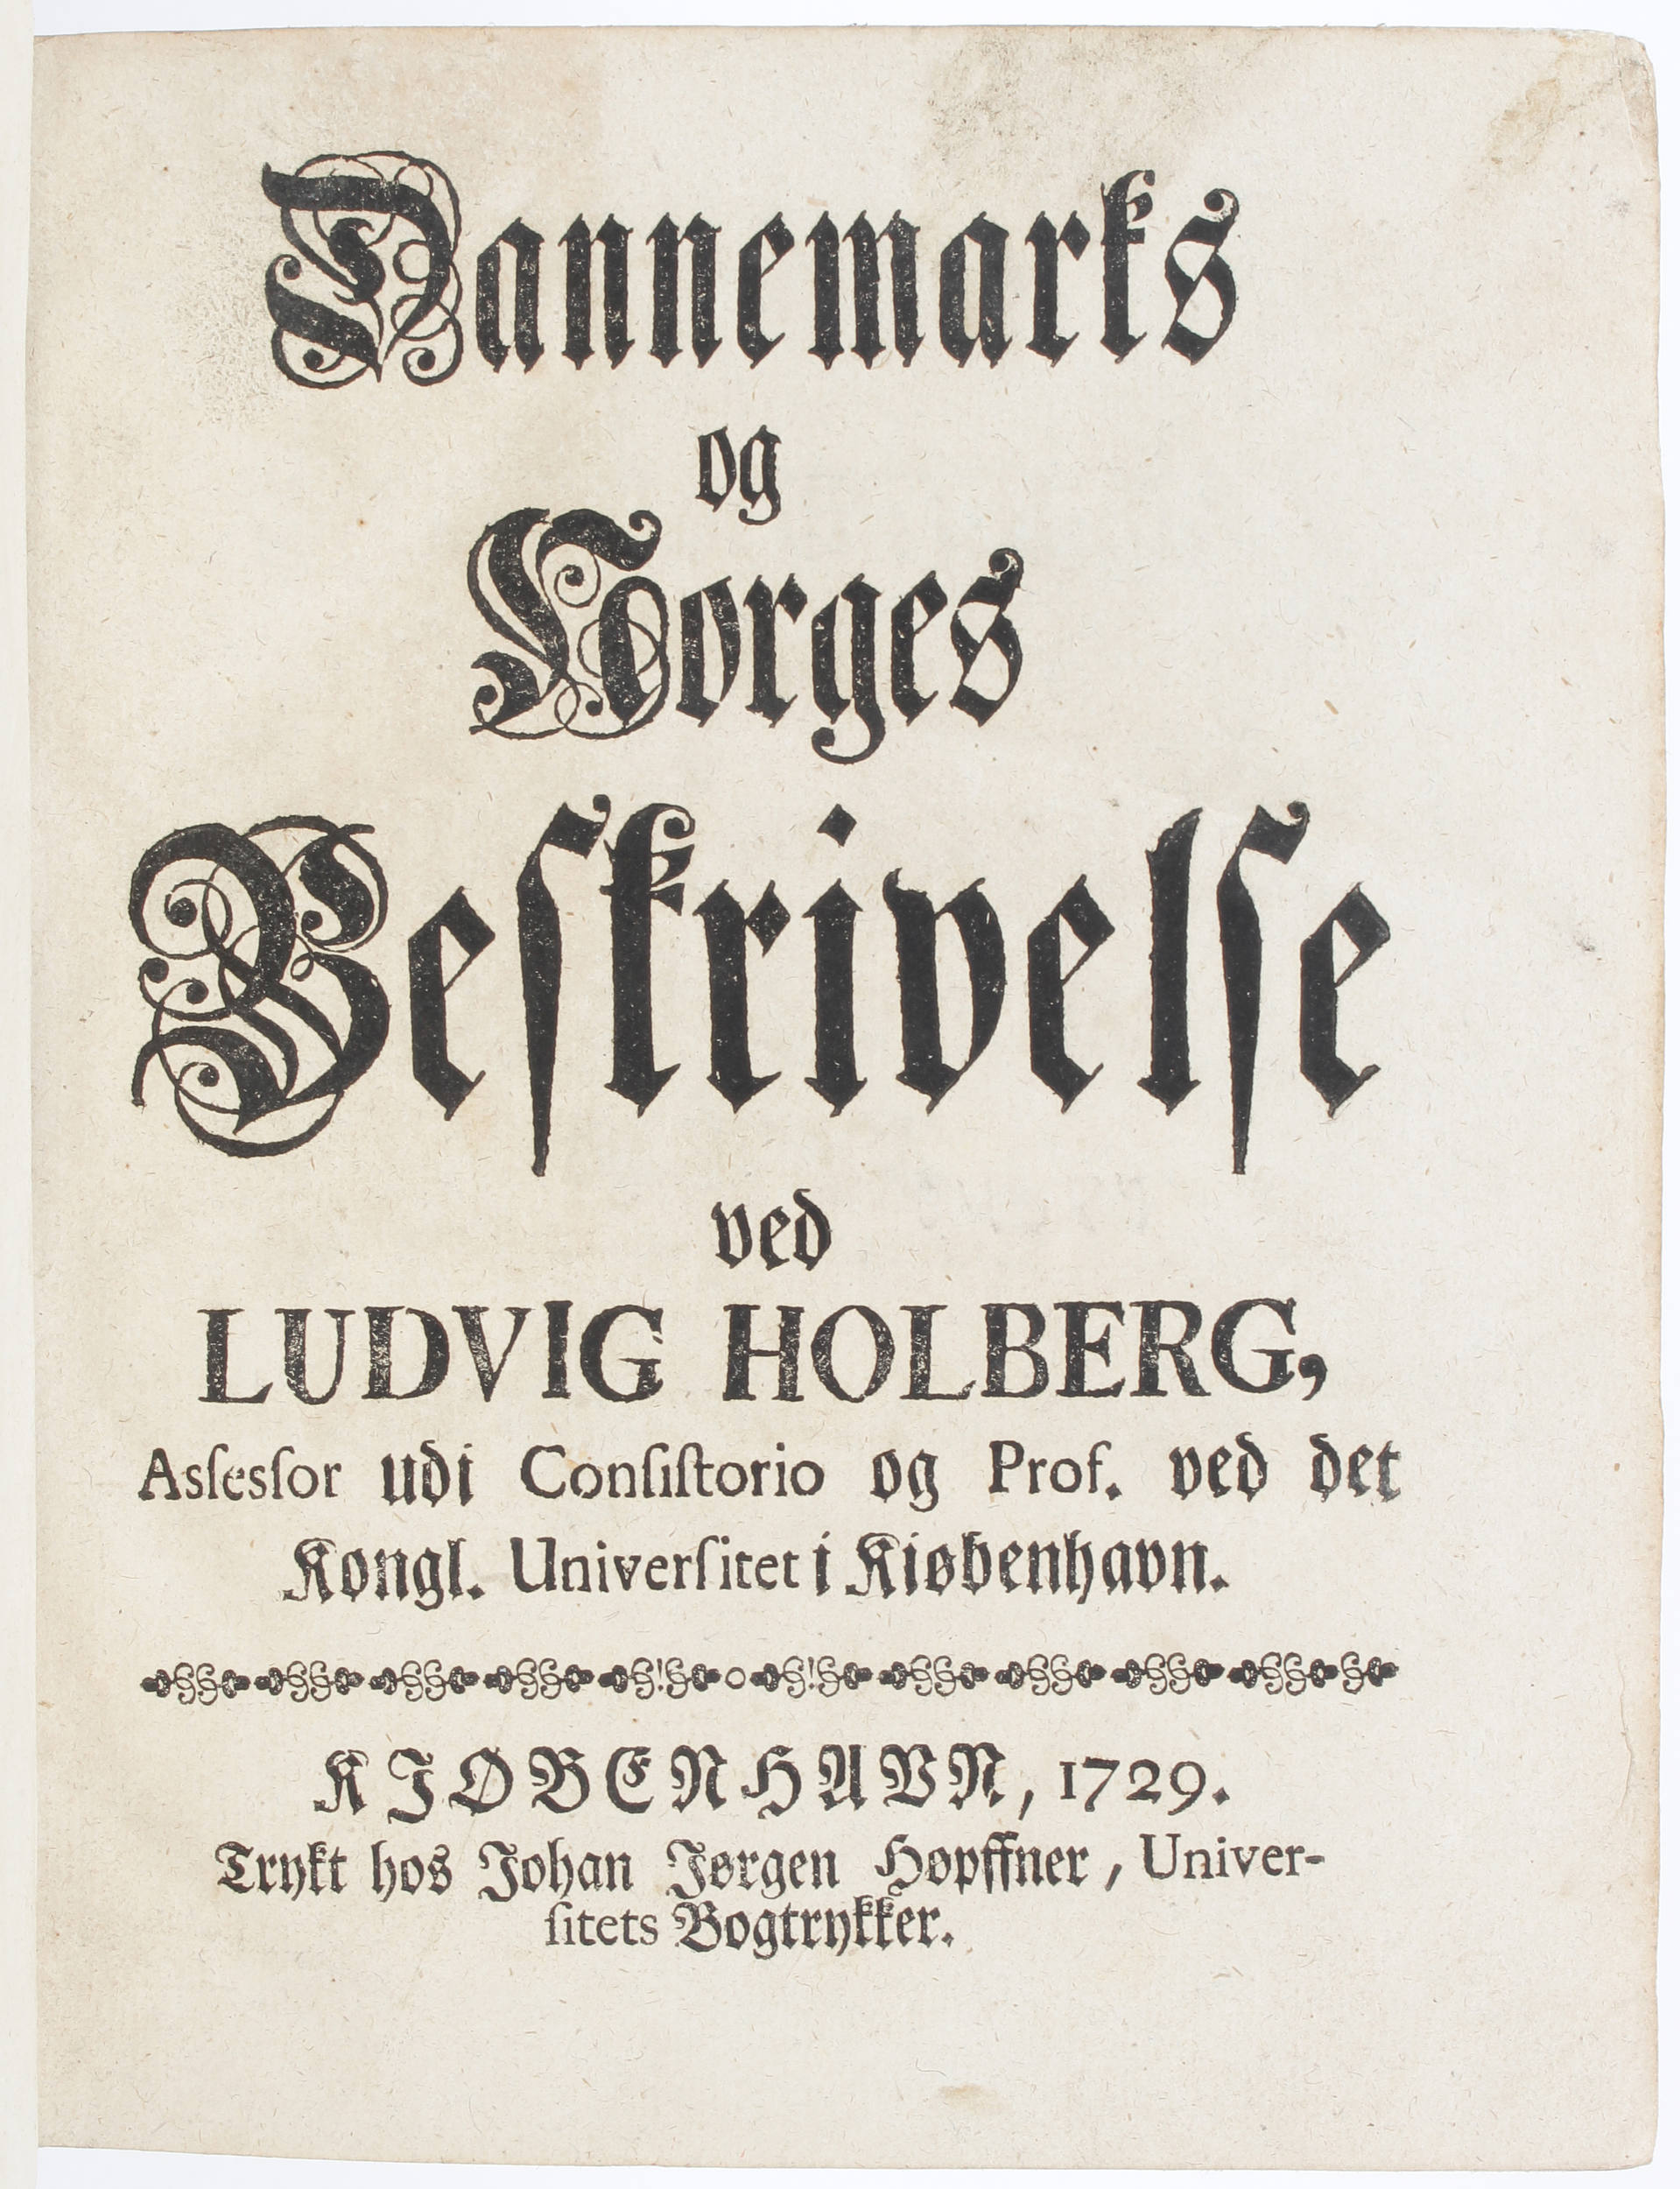 Dannemarks
og
Norges
Beſkrivelſe
ved
LUDVIG HOLBERG,
Asſesſor udi Conſiſtorio og Prof. ved det
Kongl. Univerſitet i Kiøbenhavn.
KJØBENHAVN, 1729.
Trykt hos Johan Jørgen Høpffner, Univer-
ſitets Bogtrykker.